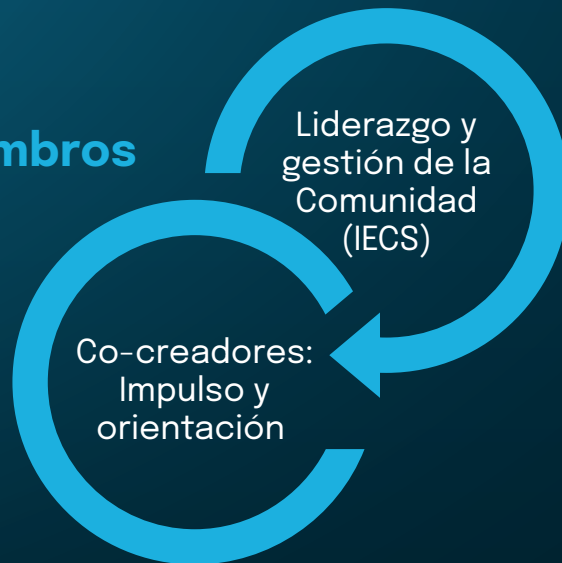 mbros
Liderazgo y
gestión de la
Comunidad
(IECS)
Co-creadores:
Impulso y
orientación